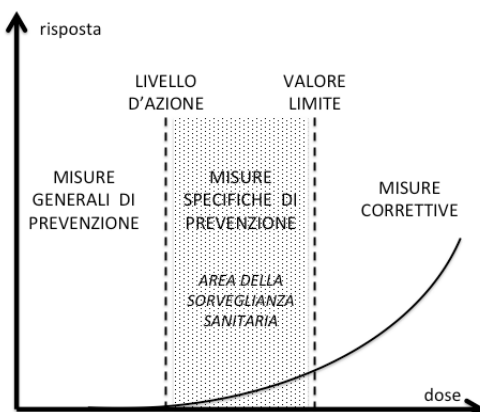 risposta
LIVELLO
D'AZIONE
VALORE
LIMITE
MISURE
GENERALI DI
PREVENZIONE
MISURE
SPECIFICHE DI
PREVENZIONE
MISURE
CORRETTIVE
AREA DELLA
SORVEGLIANZA
SANITARIA
dose